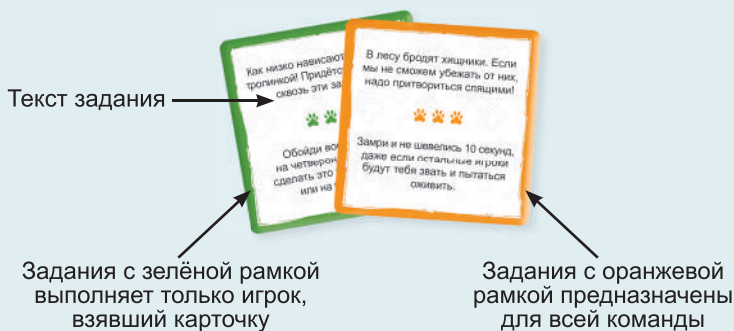 Текст задания
Как низко нависают
тропинкой! Придётс
сквозь эти за
Обойди во
на четверон
сделать это
или на
В лесу бродят хищники. Если
мы не сможем убежать от них,
надо притвориться спящими!
Замри и не шевелись 10 секунд,
даже если остальные игроки
будут тебя звать и пытаться
оживить.
Задания с зелёной рамкой
выполняет только игрок,
взявший карточку
Задания с оранжевой
рамкой предназначены
для всей команды